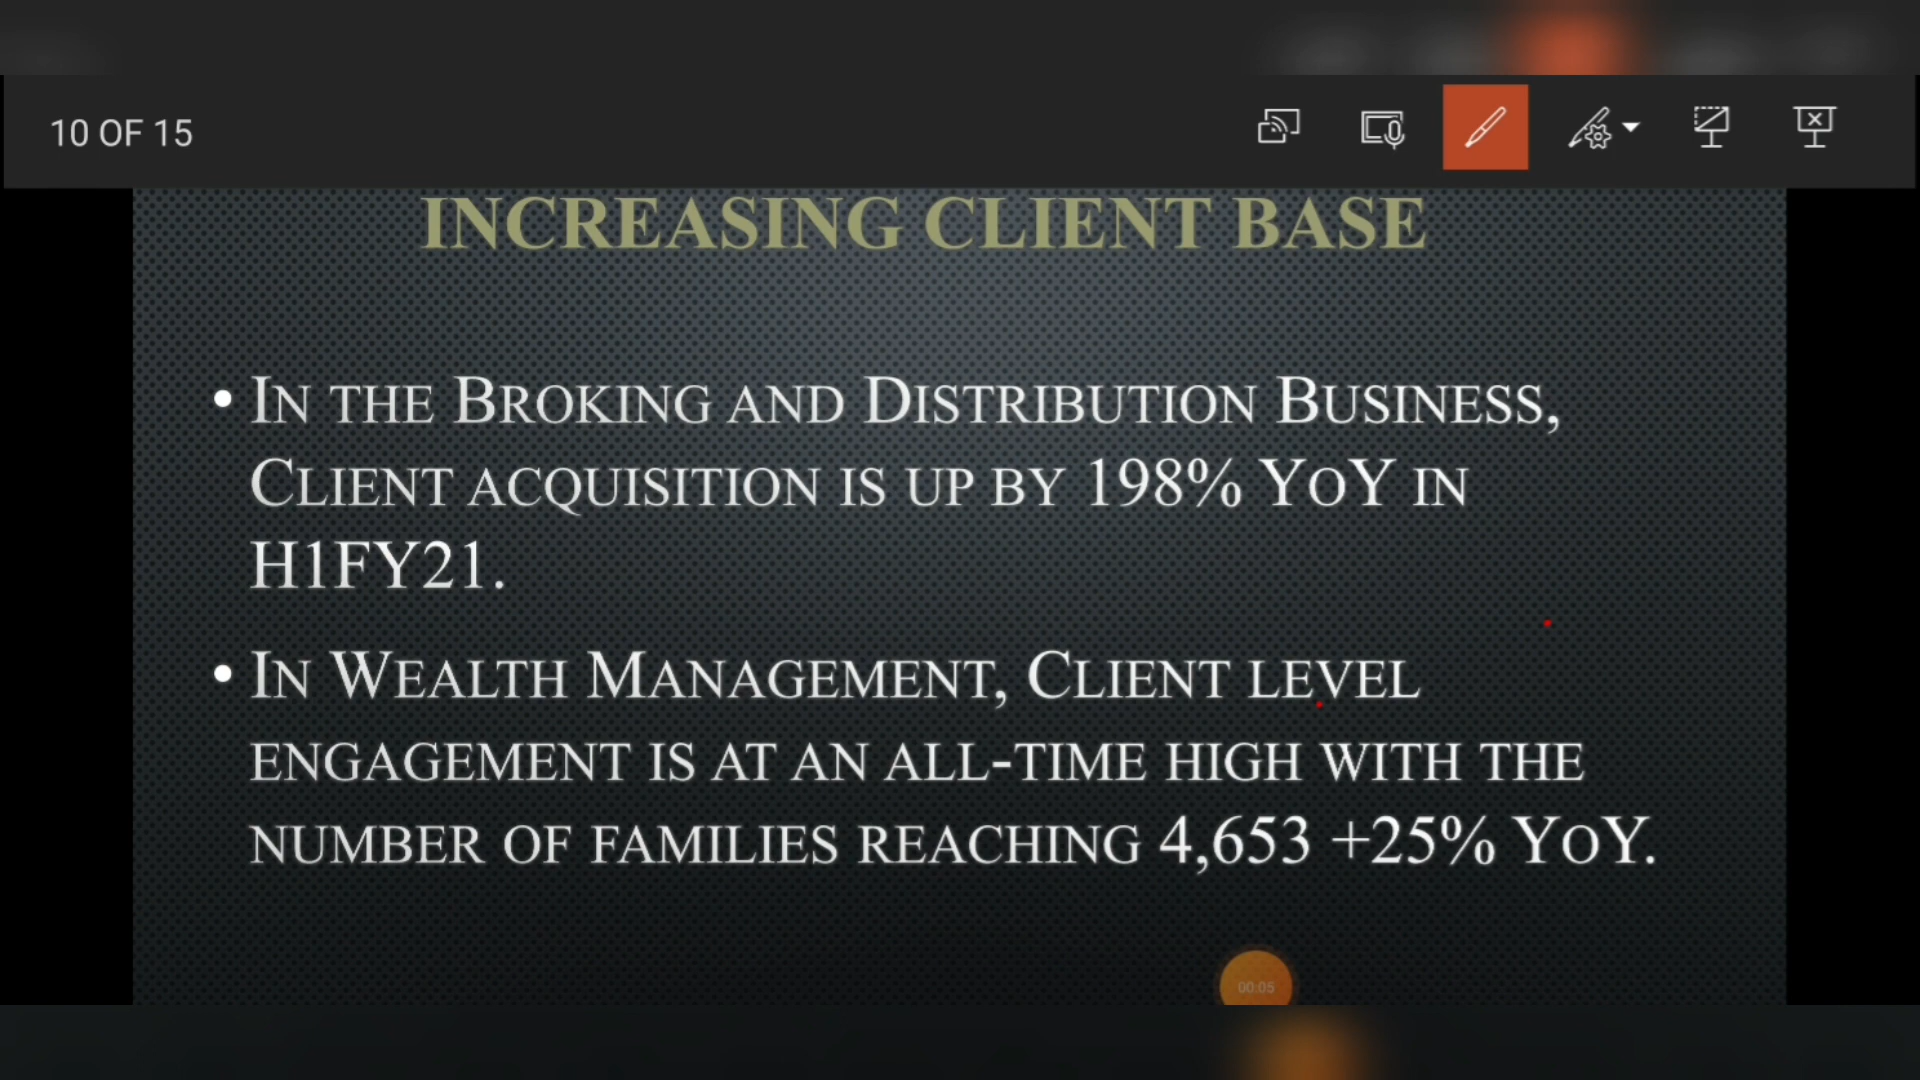 10 OF 15
INCREASING CLIENT BASE
• IN THE BROKING AND DISTRIBUTION BUSINESS,
CLIENT ACQUISITION IS UP BY 198% YOY IN
H1FY21.
• IN WEALTH MANAGEMENT, CLIENT LEVEL
ENGAGEMENT IS AT AN ALL-TIME HIGH WITH THE
NUMBER OF FAMILIES REACHING 4,653 +25% YOY.
00:05